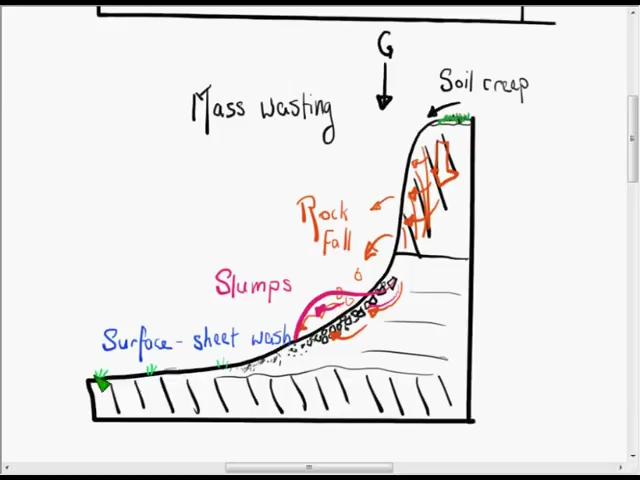 G
Soil creep
Mass wasting
Rock
fall
Slumps
Surface-sheet wash